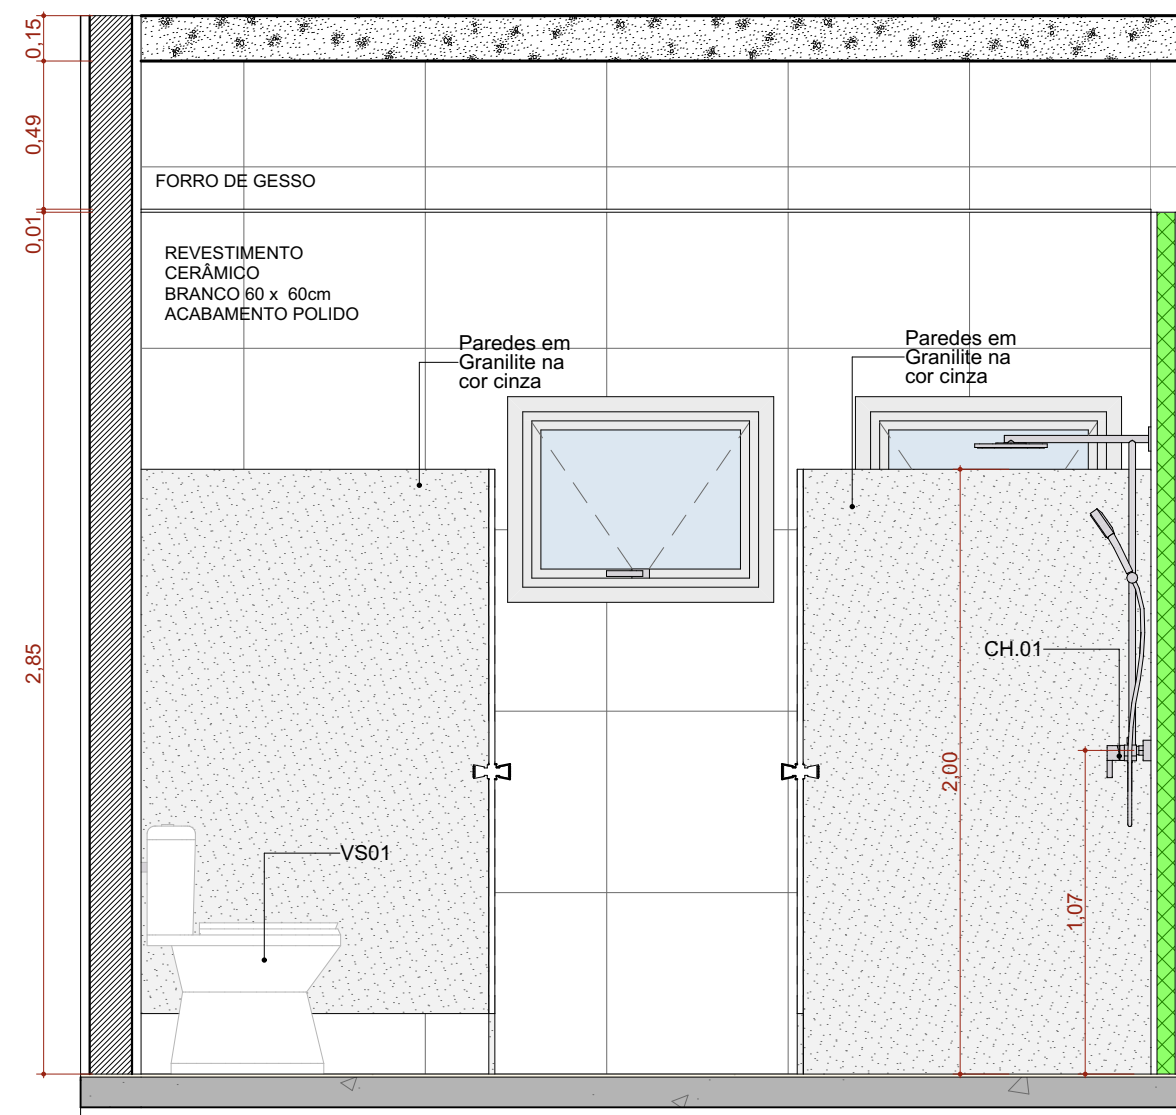 0,15
0,49
FORRO DE GESSO
0,01
REVESTIMENTO
CERÂMICO
BRANCO 60 x 60cm
ACABAMENTO POLIDO
Paredes em
Granilite na
cor cinza
Paredes em
Granilite na
cor cinza
2,85
CH.01
2,00
VS01
1,07